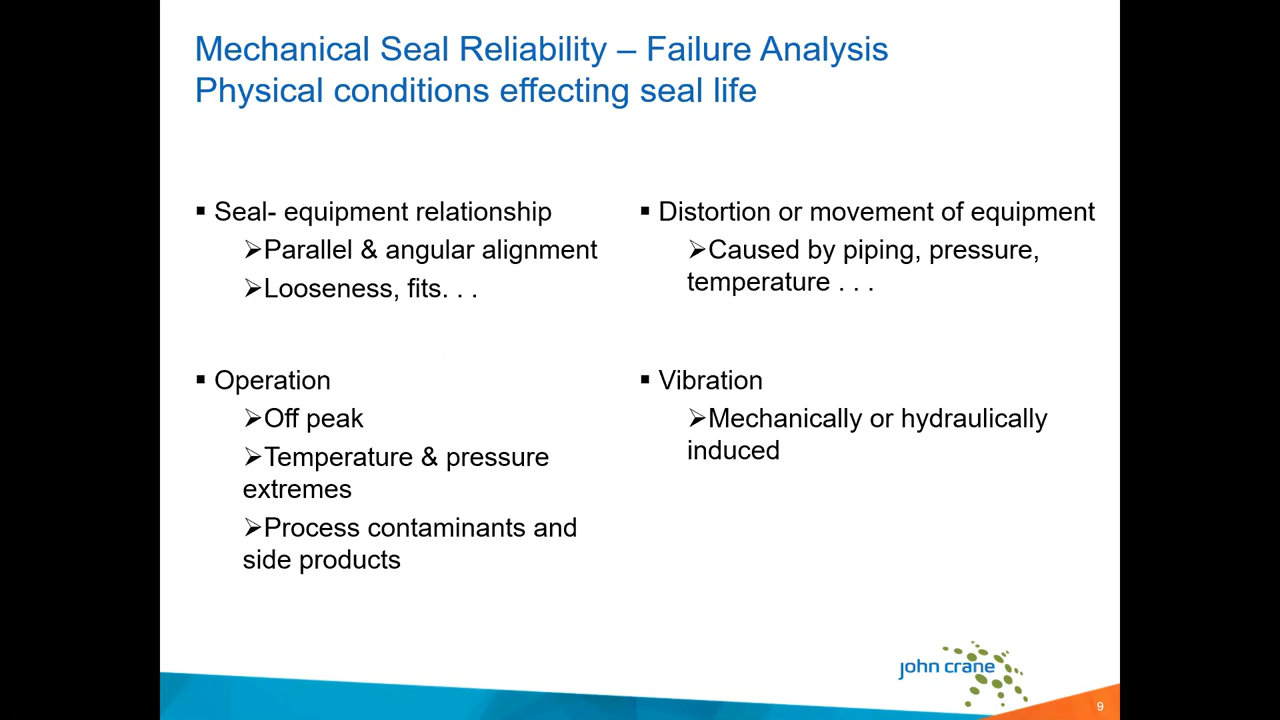 Mechanical Seal Reliability – Failure Analysis
Physical conditions effecting seal life
▪ Seal- equipment relationship
➢Parallel & angular alignment
➢Looseness, fits. . .
▪ Operation
➢Off peak
➢Temperature & pressure
extremes
➢Process contaminants and
side products
▪ Distortion or movement of equipment
➢Caused by piping, pressure,
temperature . . .
▪ Vibration
➢Mechanically or hydraulically
induced
john crane
9